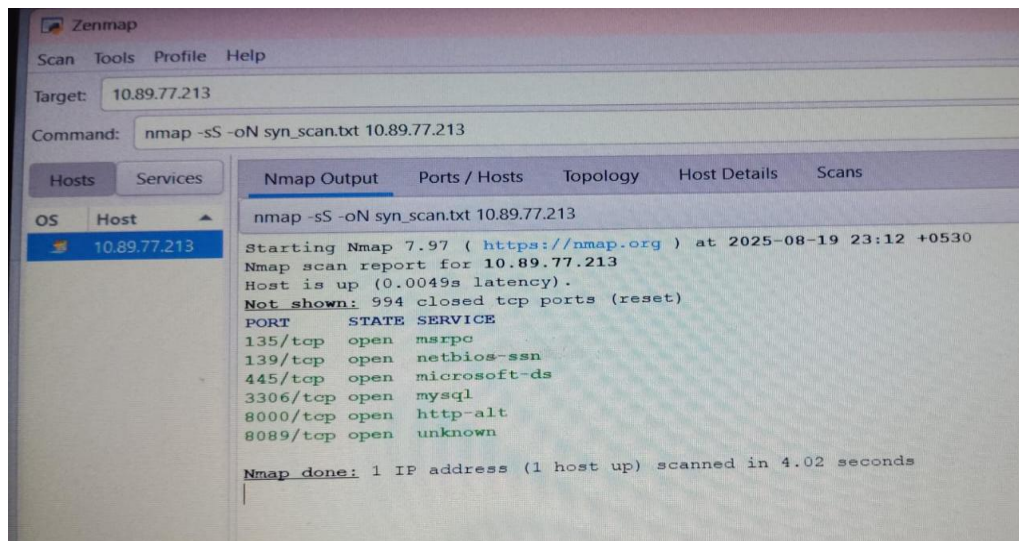 Zenmap
Scan Tools Profile Help
Target: 10.89.77.213
Command: nmap -sS -oN syn_scan.txt 10.89.77.213
Hosts Services
Nmap Output Ports / Hosts Topology Host Details Scans
OS Host
nmap -sS -oN syn_scan.txt 10.89.77.213
10.89.77.213
Starting Nmap 7.97 ( https://nmap.org ) at 2025-08-19 23:12 +0530
Nmap scan report for 10.89.77.213
Host is up (0.0049s latency).
Not shown: 994 closed tcp ports (reset)
PORT STATE SERVICE
135/tcp open msrpc
139/tcp open netbios-ssn
445/tcp open microsoft-ds
3306/tcp open mysql
8000/tcp open http-alt
8089/tcp open unknown
Nmap done: 1 IP address (1 host up) scanned in 4.02 seconds